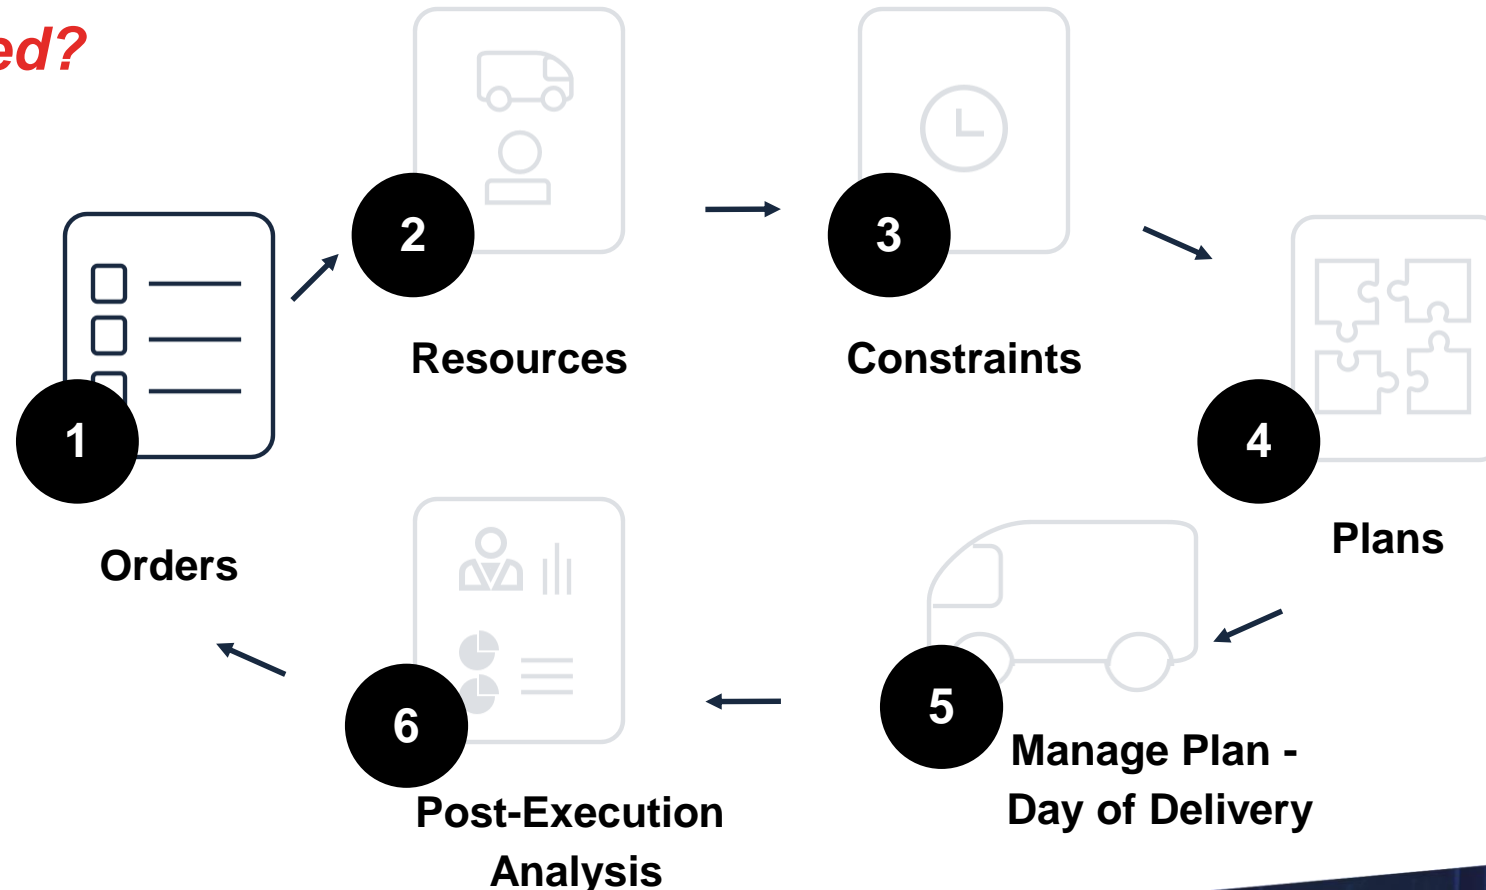 ed?
1
Orders
2
Resources
3
Constraints
4
Plans
5
Manage Plan -
Day of Delivery
6
Post-Execution
Analysis